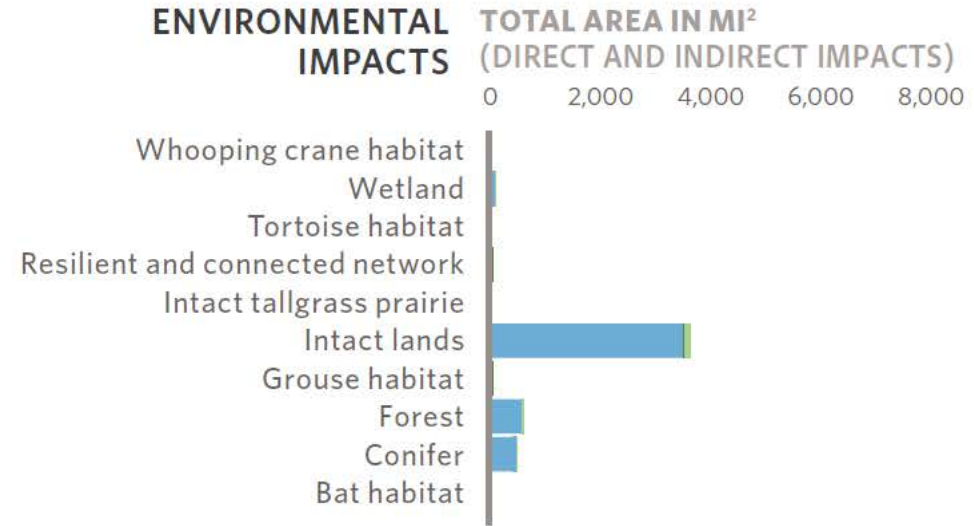 ENVIRONMENTAL
IMPACTS
TOTAL AREA IN MI²
(DIRECT AND INDIRECT IMPACTS)
0 2,000 4,000 6,000 8,000
Whooping crane habitat
Wetland
Tortoise habitat
Resilient and connected network
Intact tallgrass prairie
Intact lands
Grouse habitat
Forest
Conifer
Bat habitat